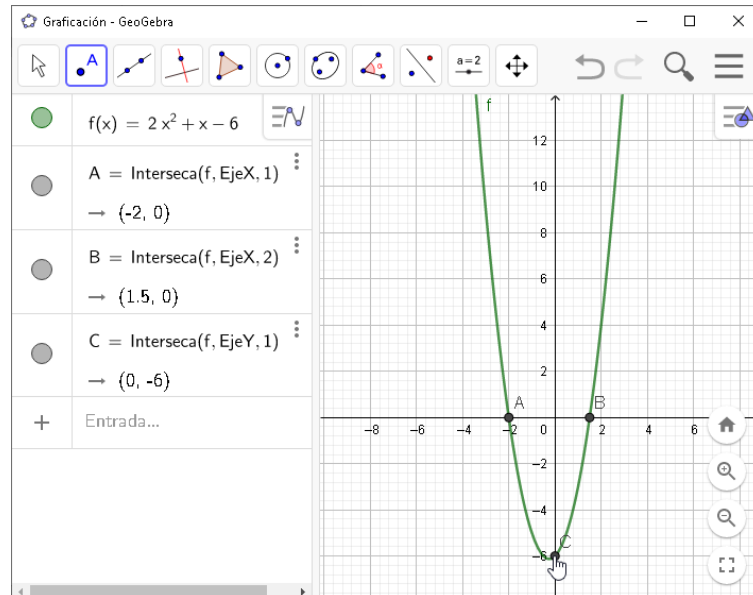 Graficación - GeoGebra
A
α
a=2
f(x) = 2 x² + x − 6
A = Interseca(f, EjeX, 1)
→ (-2, 0)
B = Interseca(f, EjeX, 2)
→ (1.5, 0)
C = Interseca(f, EjeY, 1)
→ (0, -6)
+ Entrada...
f
12
10
8
6
4
2
A B
−8 −6 −4 −2 0 2 4 6
−2
−4
−6 C